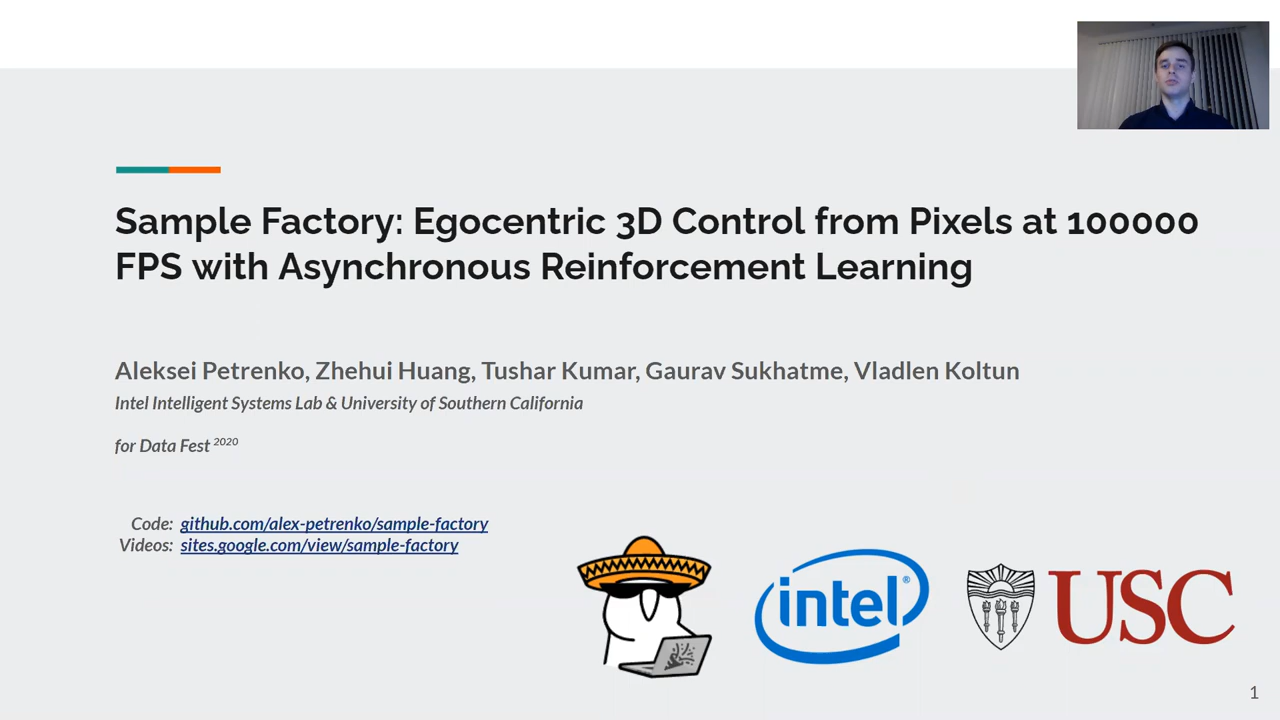 Sample Factory: Egocentric 3D Control from Pixels at 100000
FPS with Asynchronous Reinforcement Learning
Aleksei Petrenko, Zhehui Huang, Tushar Kumar, Gaurav Sukhatme, Vladlen Koltun
Intel Intelligent Systems Lab & University of Southern California
for Data Fest 2020
Code: github.com/alex-petrenko/sample-factory
Videos: sites.google.com/view/sample-factory
intel®
USC
1